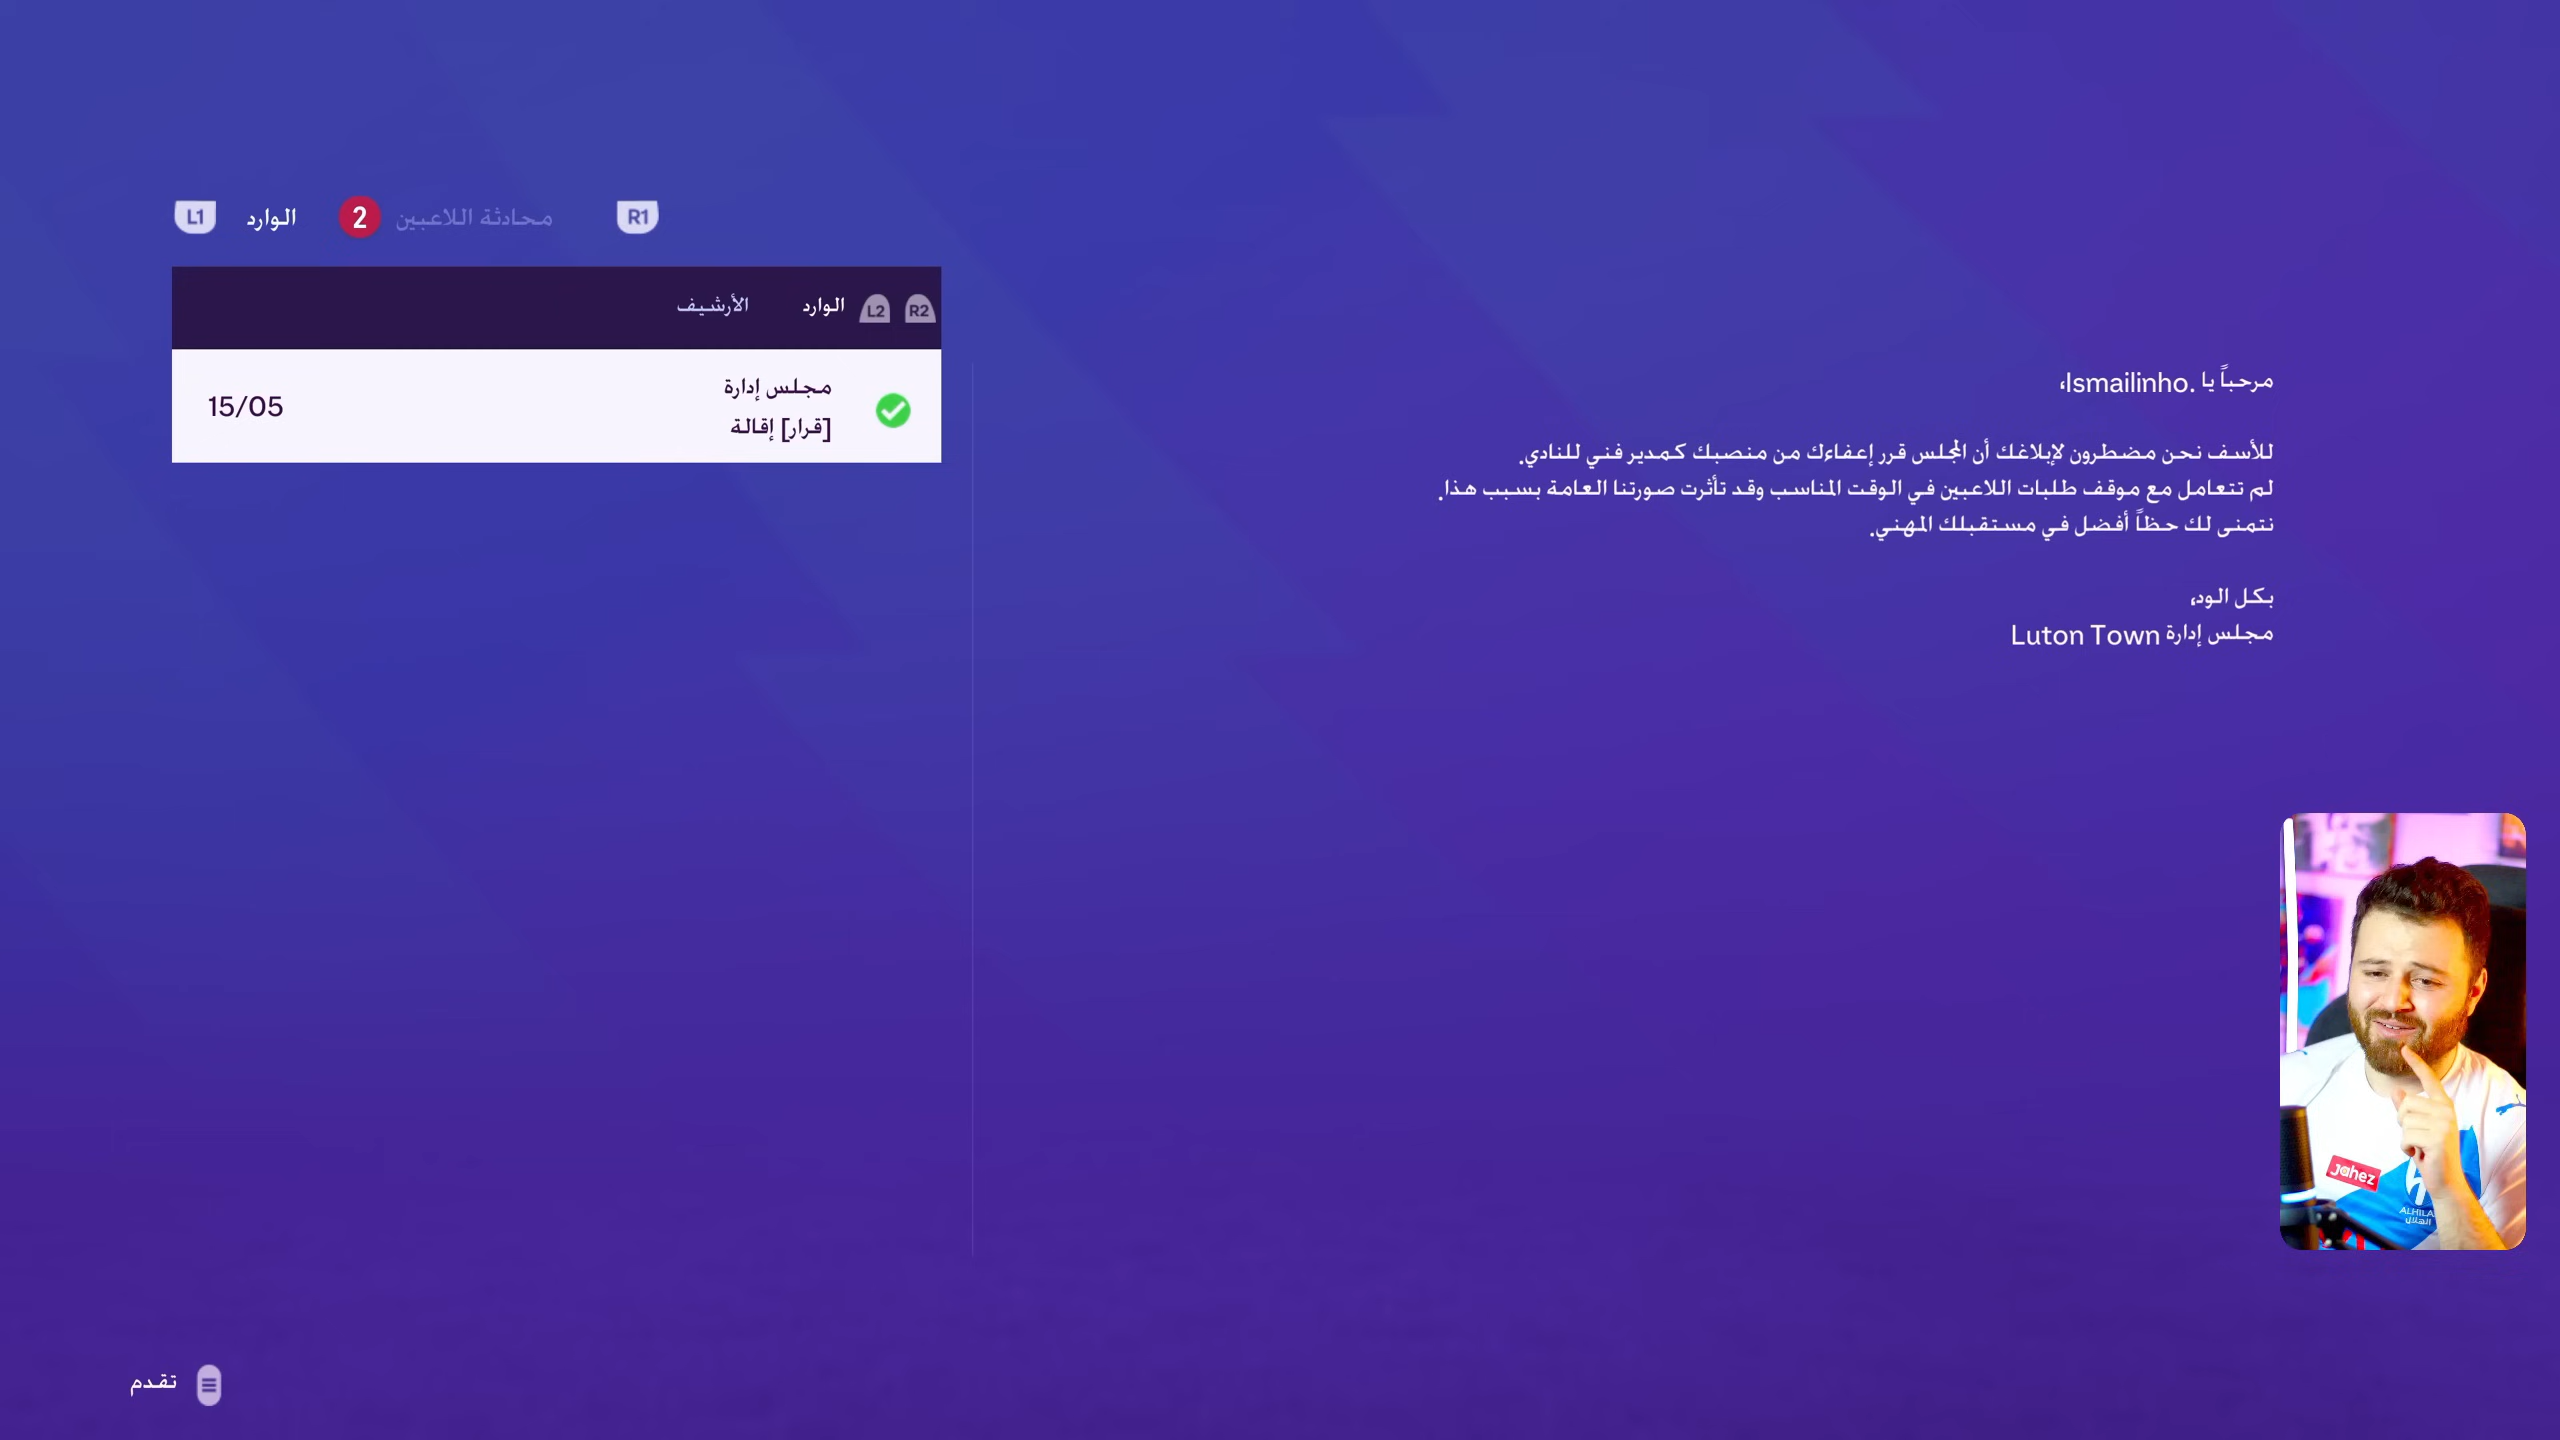 L1 الوارد 2 محادثة اللاعبين R1
R2 L2 الوارد الأرشيف
مجلس إدارة
[قرار] إقالة
15/05
مرحباً يا Ismailinho.،
للأسف نحن مضطرون لإبلاغك أن المجلس قرر إعفاءك من منصبك كمدير فني للنادي.
لم تتعامل مع موقف طلبات اللاعبين في الوقت المناسب وقد تأثرت صورتنا العامة بسبب هذا.
نتمنى لك حظاً أفضل في مستقبلك المهني.
بكل الود،
مجلس إدارة Luton Town
Jahez
ALHILA
الهلال
تقدم